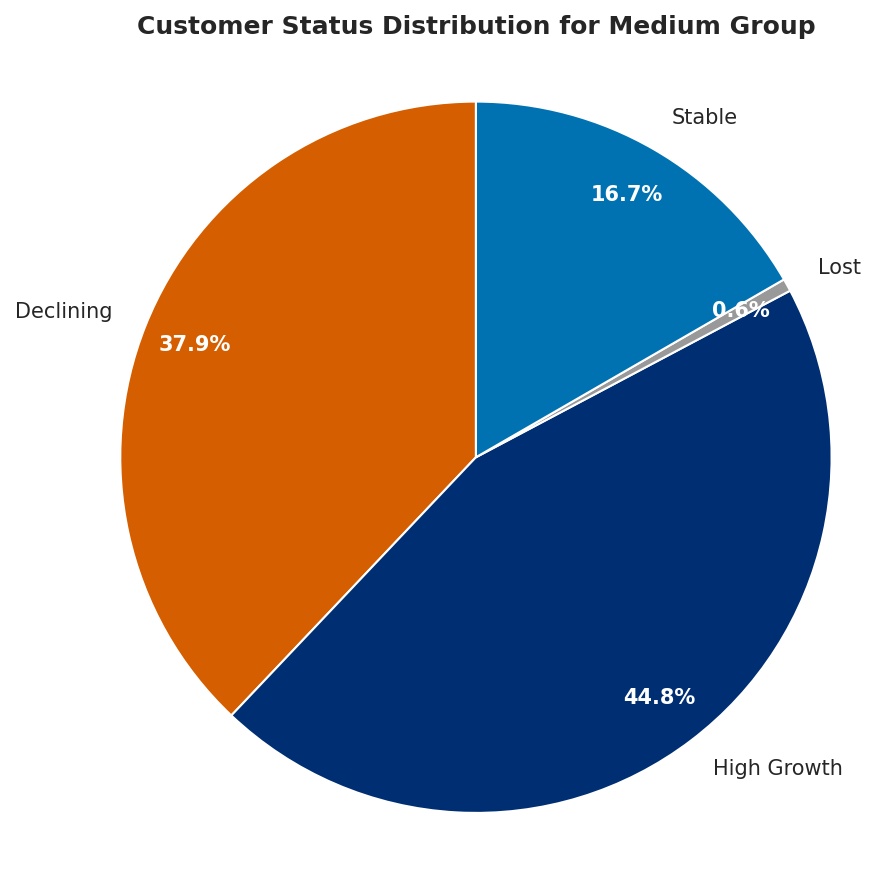 Customer Status Distribution for Medium Group
Stable
16.7%
Lost
0.6%
Declining
37.9%
44.8%
High Growth